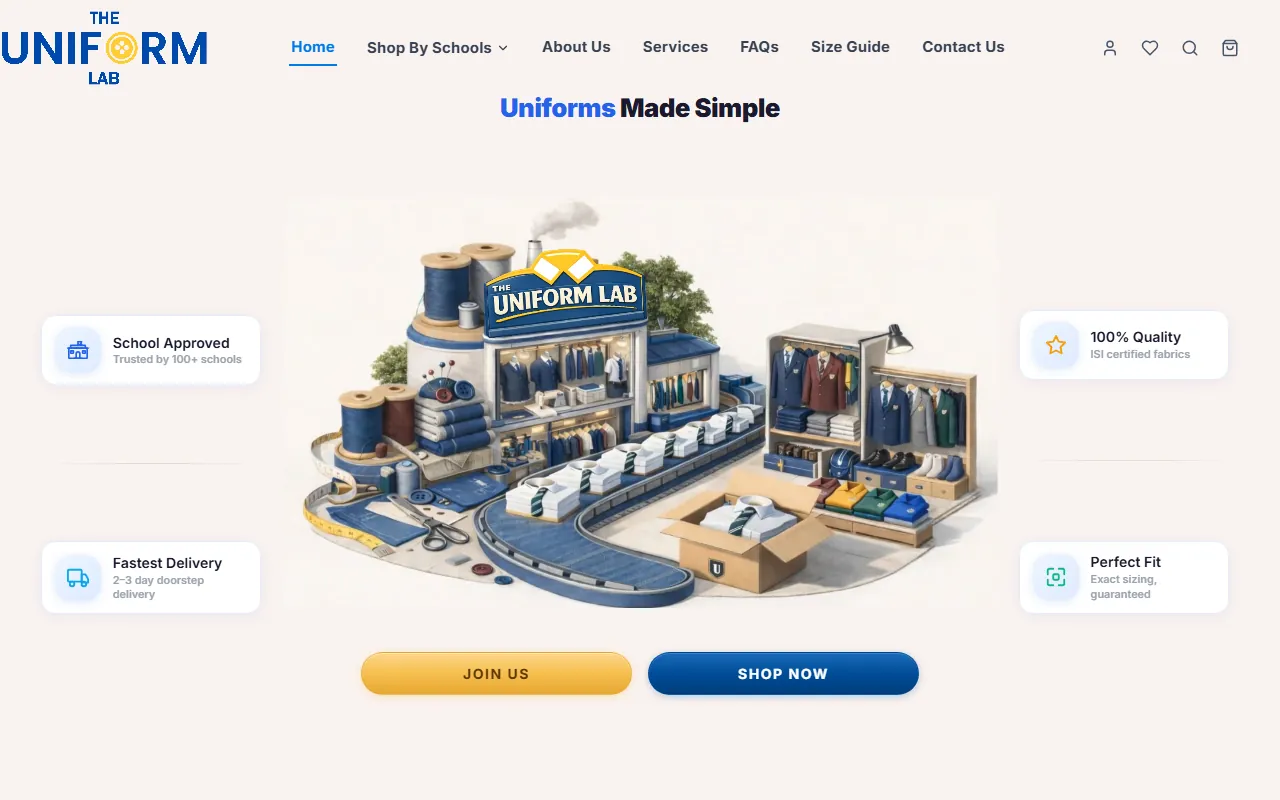 THE
UNIFORM
LAB
Home
Shop By Schools
About Us
Services
FAQs
Size Guide
Contact Us
Uniforms Made Simple
THE
UNIFORM LAB
School Approved
Trusted by 100+ schools
100% Quality
ISI certified fabrics
Fastest Delivery
2–3 day doorstep
delivery
Perfect Fit
Exact sizing,
guaranteed
U
JOIN US
SHOP NOW